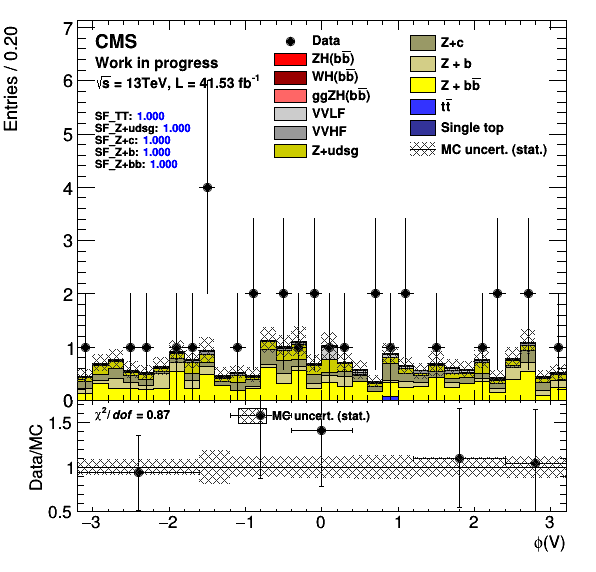 CMS
Work in progress
√s = 13TeV, L = 41.53 fb⁻¹
SF_TT: 1.000
SF_Z+udsg: 1.000
SF_Z+c: 1.000
SF_Z+b: 1.000
SF_Z+bb: 1.000
Data
ZH(bb̅)
WH(bb̅)
ggZH(bb̅)
VVLF
VVHF
Z+udsg
Z+c
Z + b
Z + bb̅
tt̅
Single top
MC uncert. (stat.)
Entries / 0.20
7
6
5
4
3
2
1
0
χ²/dof = 0.87
MC uncert. (stat.)
Data/MC
1.5
1
0.5
−3 −2 −1 0 1 2 3
ϕ(V)